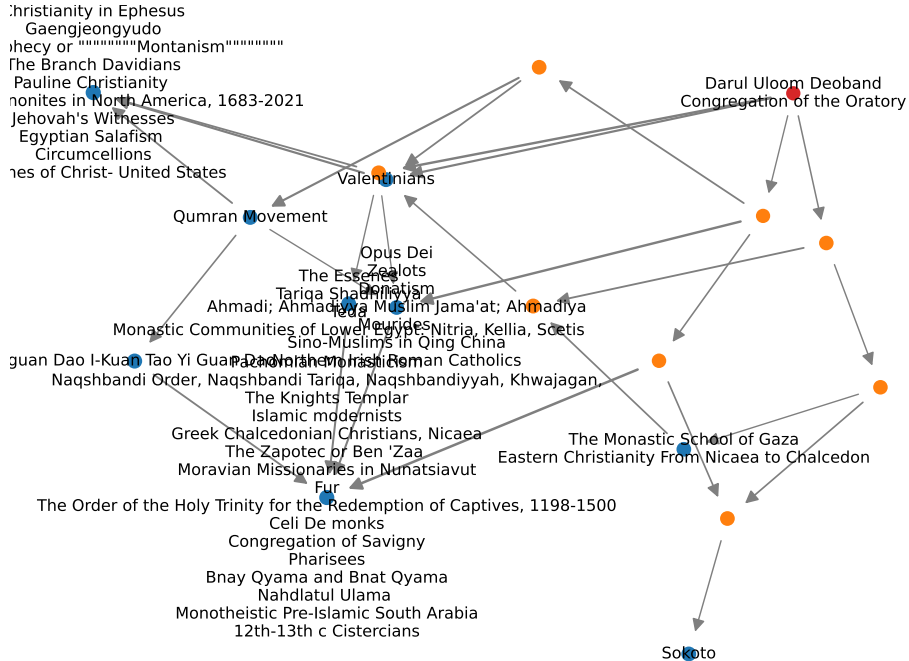 Christianity in Ephesus
Gaengjeongyudo
phecy or """"""""Montanism""""""""
The Branch Davidians
Pauline Christianity
nonites in North America, 1683-2021
Jehovah's Witnesses
Egyptian Salafism
Circumcellions
nes of Christ- United States
Darul Uloom Deoband
Congregation of the Oratory
Valentinians
Qumran Movement
Opus Dei
Zealots
Donatism
The Essenes
Tariqa Shadhiliyya
Ahmadi; Ahmadiyya Muslim Jama'at; Ahmadiya
Teda
Mourides
Monastic Communities of Lower Egypt: Nitria, Kellia, Scetis
Sino-Muslims in Qing China
guan Dao I-Kuan Tao Yi Guan Dao
Northern Irish Roman Catholics
Pachomian Monasticism
Naqshbandi Order, Naqshbandi Tariqa, Naqshbandiyyah, Khwajagan,
The Knights Templar
Islamic modernists
Greek Chalcedonian Christians, Nicaea
The Zapotec or Ben 'Zaa
Moravian Missionaries in Nunatsiavut
Fur
The Order of the Holy Trinity for the Redemption of Captives, 1198-1500
Celi De monks
Congregation of Savigny
Pharisees
Bnay Qyama and Bnat Qyama
Nahdlatul Ulama
Monotheistic Pre-Islamic South Arabia
12th-13th c Cistercians
The Monastic School of Gaza
Eastern Christianity From Nicaea to Chalcedon
Sokoto